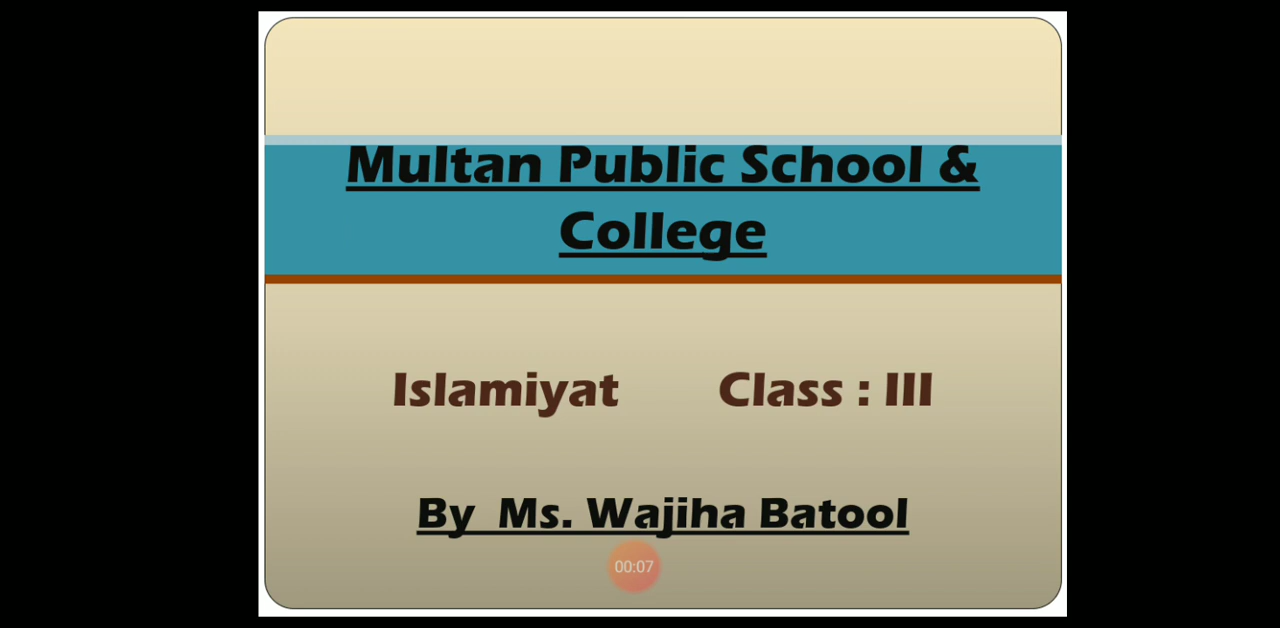 Multan Public School &
College
Islamiyat Class : III
By Ms. Wajiha Batool
00:07